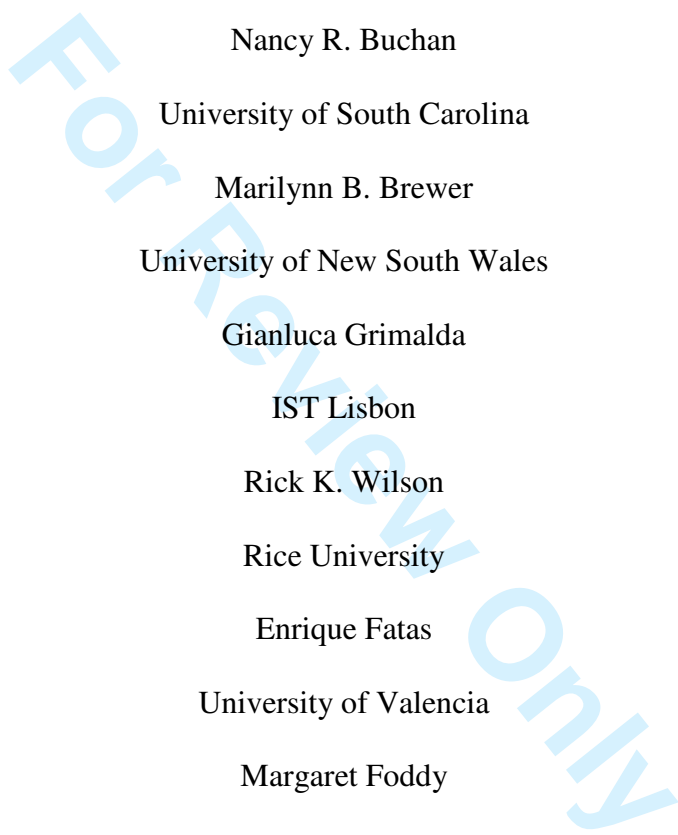 Nancy R. Buchan
University of South Carolina
Marilynn B. Brewer
University of New South Wales
Gianluca Grimalda
IST Lisbon
Rick K. Wilson
Rice University
Enrique Fatas
University of Valencia
Margaret Foddy
For Review Only